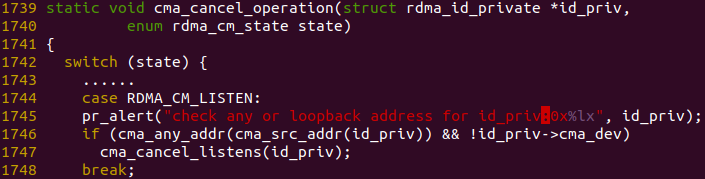 1739 static void cma_cancel_operation(struct rdma_id_private *id_priv,
1740         enum rdma_cm_state state)
1741 {
1742   switch (state) {
1743     ......
1744     case RDMA_CM_LISTEN:
1745     pr_alert("check any or loopback address for id_priv:0x%lx", id_priv);
1746     if (cma_any_addr(cma_src_addr(id_priv)) && !id_priv->cma_dev)
1747       cma_cancel_listens(id_priv);
1748     break;